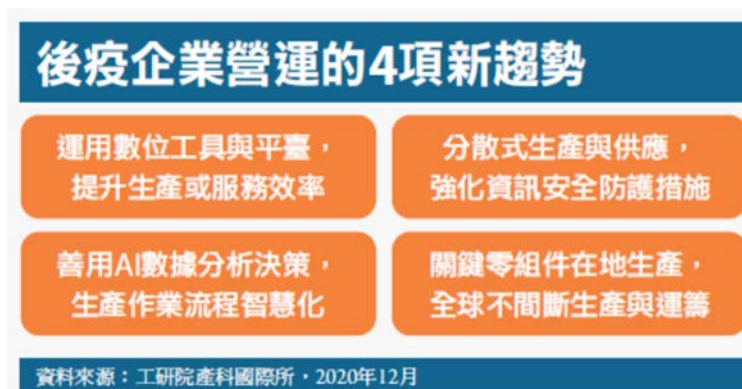 後疫企業營運的4項新趨勢
運用數位工具與平臺，
提升生產或服務效率
分散式生產與供應，
強化資訊安全防護措施
善用AI數據分析決策，
生產作業流程智慧化
關鍵零組件在地生產，
全球不間斷生產與運籌
資料來源：工研院產科國際所，2020年12月